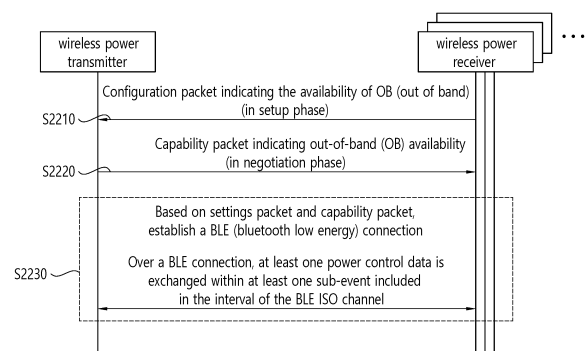 wireless power
transmitter
wireless power
receiver
...
Configuration packet indicating the availability of OB (out of band)
(in setup phase)
S2210
Capability packet indicating out-of-band (OB) availability
(in negotiation phase)
S2220
Based on settings packet and capability packet,
establish a BLE (bluetooth low energy) connection
S2230
Over a BLE connection, at least one power control data is
exchanged within at least one sub-event included
in the interval of the BLE ISO channel